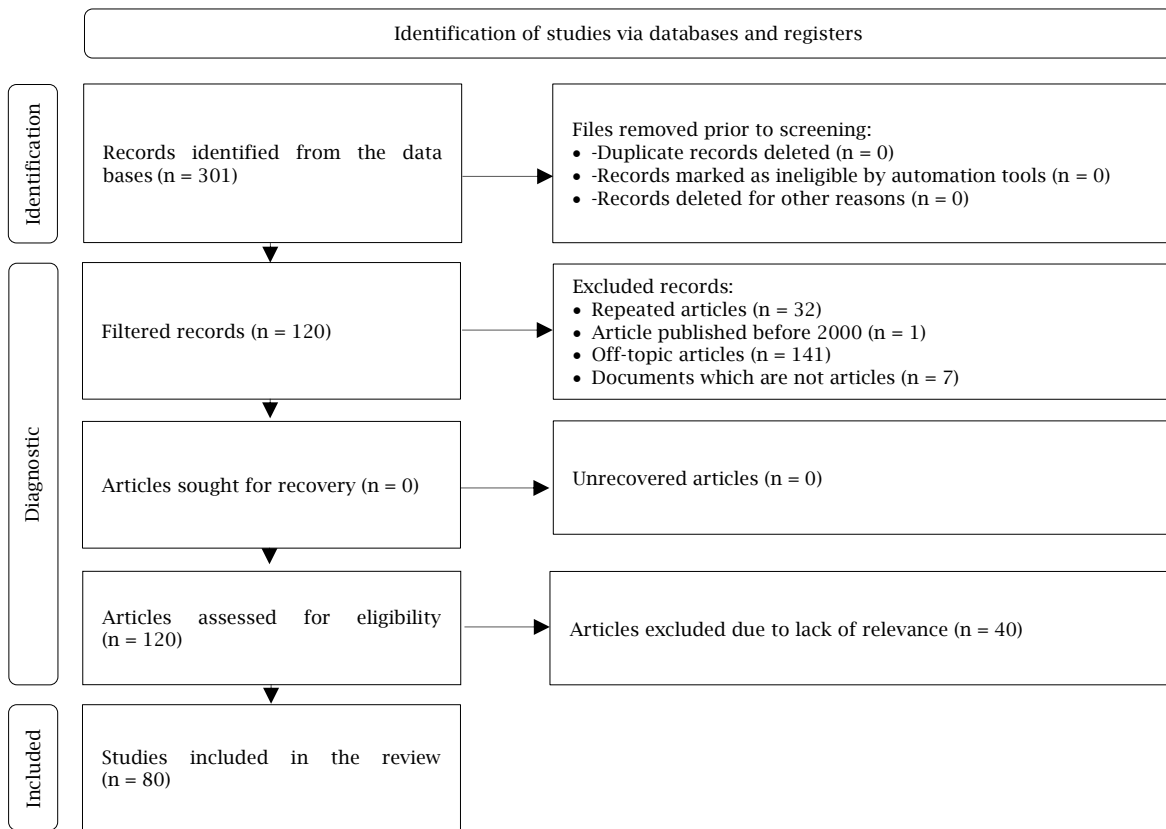 Identification of studies via databases and registers
Identification
Records identified from the data
bases (n = 301)
Files removed prior to screening:
• -Duplicate records deleted (n = 0)
• -Records marked as ineligible by automation tools (n = 0)
• -Records deleted for other reasons (n = 0)
Diagnostic
Filtered records (n = 120)
Excluded records:
• Repeated articles (n = 32)
• Article published before 2000 (n = 1)
• Off-topic articles (n = 141)
• Documents which are not articles (n = 7)
Articles sought for recovery (n = 0)
Unrecovered articles (n = 0)
Articles assessed for eligibility
(n = 120)
Articles excluded due to lack of relevance (n = 40)
Included
Studies included in the review
(n = 80)